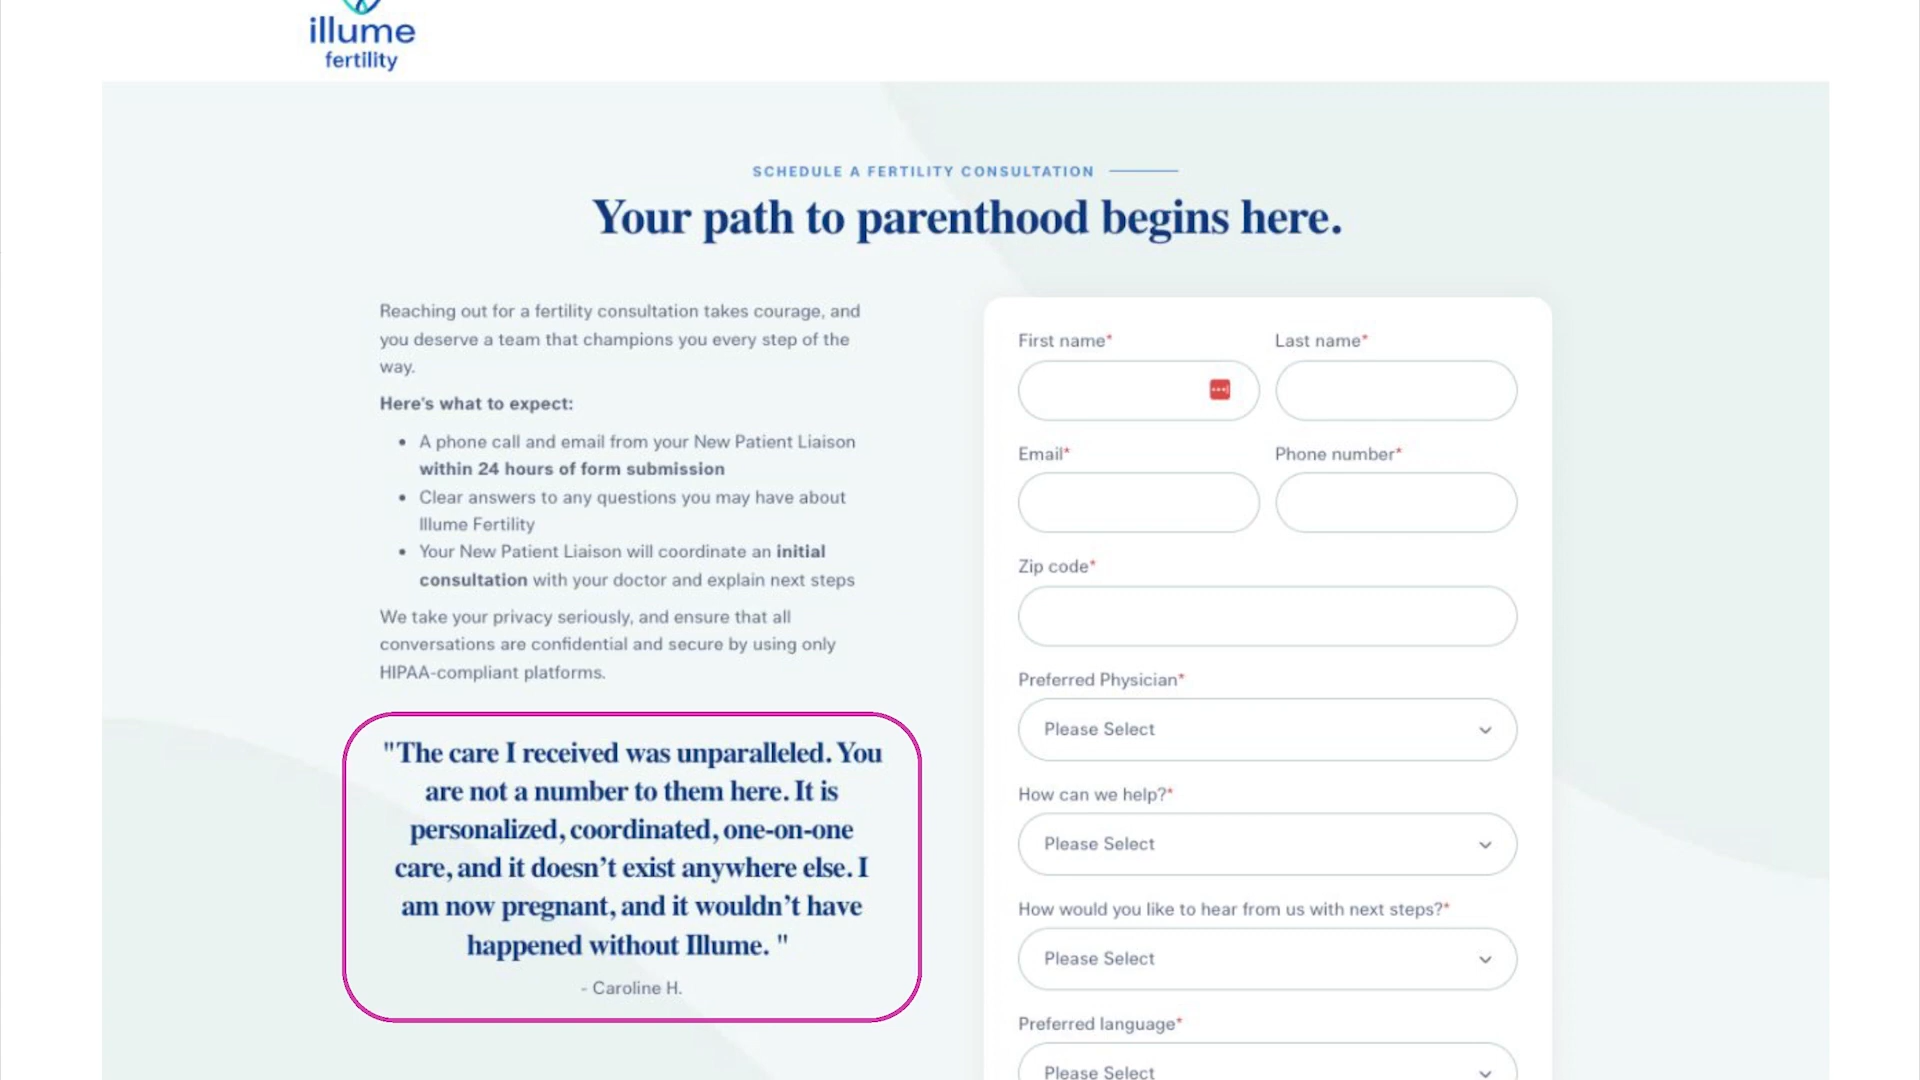 illume
fertility
SCHEDULE A FERTILITY CONSULTATION
Your path to parenthood begins here.
Reaching out for a fertility consultation takes courage, and
you deserve a team that champions you every step of the
way.
Here's what to expect:
• A phone call and email from your New Patient Liaison
within 24 hours of form submission
• Clear answers to any questions you may have about
Illume Fertility
• Your New Patient Liaison will coordinate an initial
consultation with your doctor and explain next steps
We take your privacy seriously, and ensure that all
conversations are confidential and secure by using only
HIPAA-compliant platforms.
"The care I received was unparalleled. You
are not a number to them here. It is
personalized, coordinated, one-on-one
care, and it doesn’t exist anywhere else. I
am now pregnant, and it wouldn’t have
happened without Illume. "
- Caroline H.
First name* Last name*
Email* Phone number*
Zip code*
Preferred Physician*
Please Select
How can we help?*
Please Select
How would you like to hear from us with next steps?*
Please Select
Preferred language*
Please Select